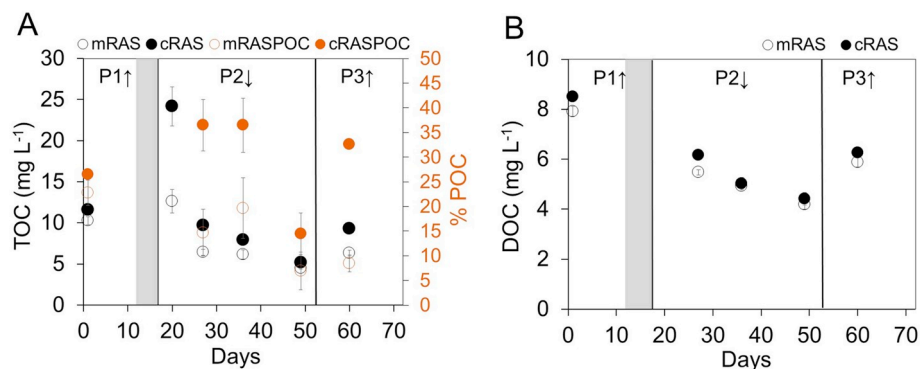 A
○ mRAS ● cRAS ○ mRASPOC ● cRASPOC
P1↑ P2↓ P3↑
TOC (mg L⁻¹)
30
25
20
15
10
5
0
% POC
50
45
40
35
30
25
20
15
10
5
0
0 10 20 30 40 50 60 70
Days
B
○ mRAS ● cRAS
P1↑ P2↓ P3↑
DOC (mg L⁻¹)
10
8
6
4
2
0
0 10 20 30 40 50 60 70
Days